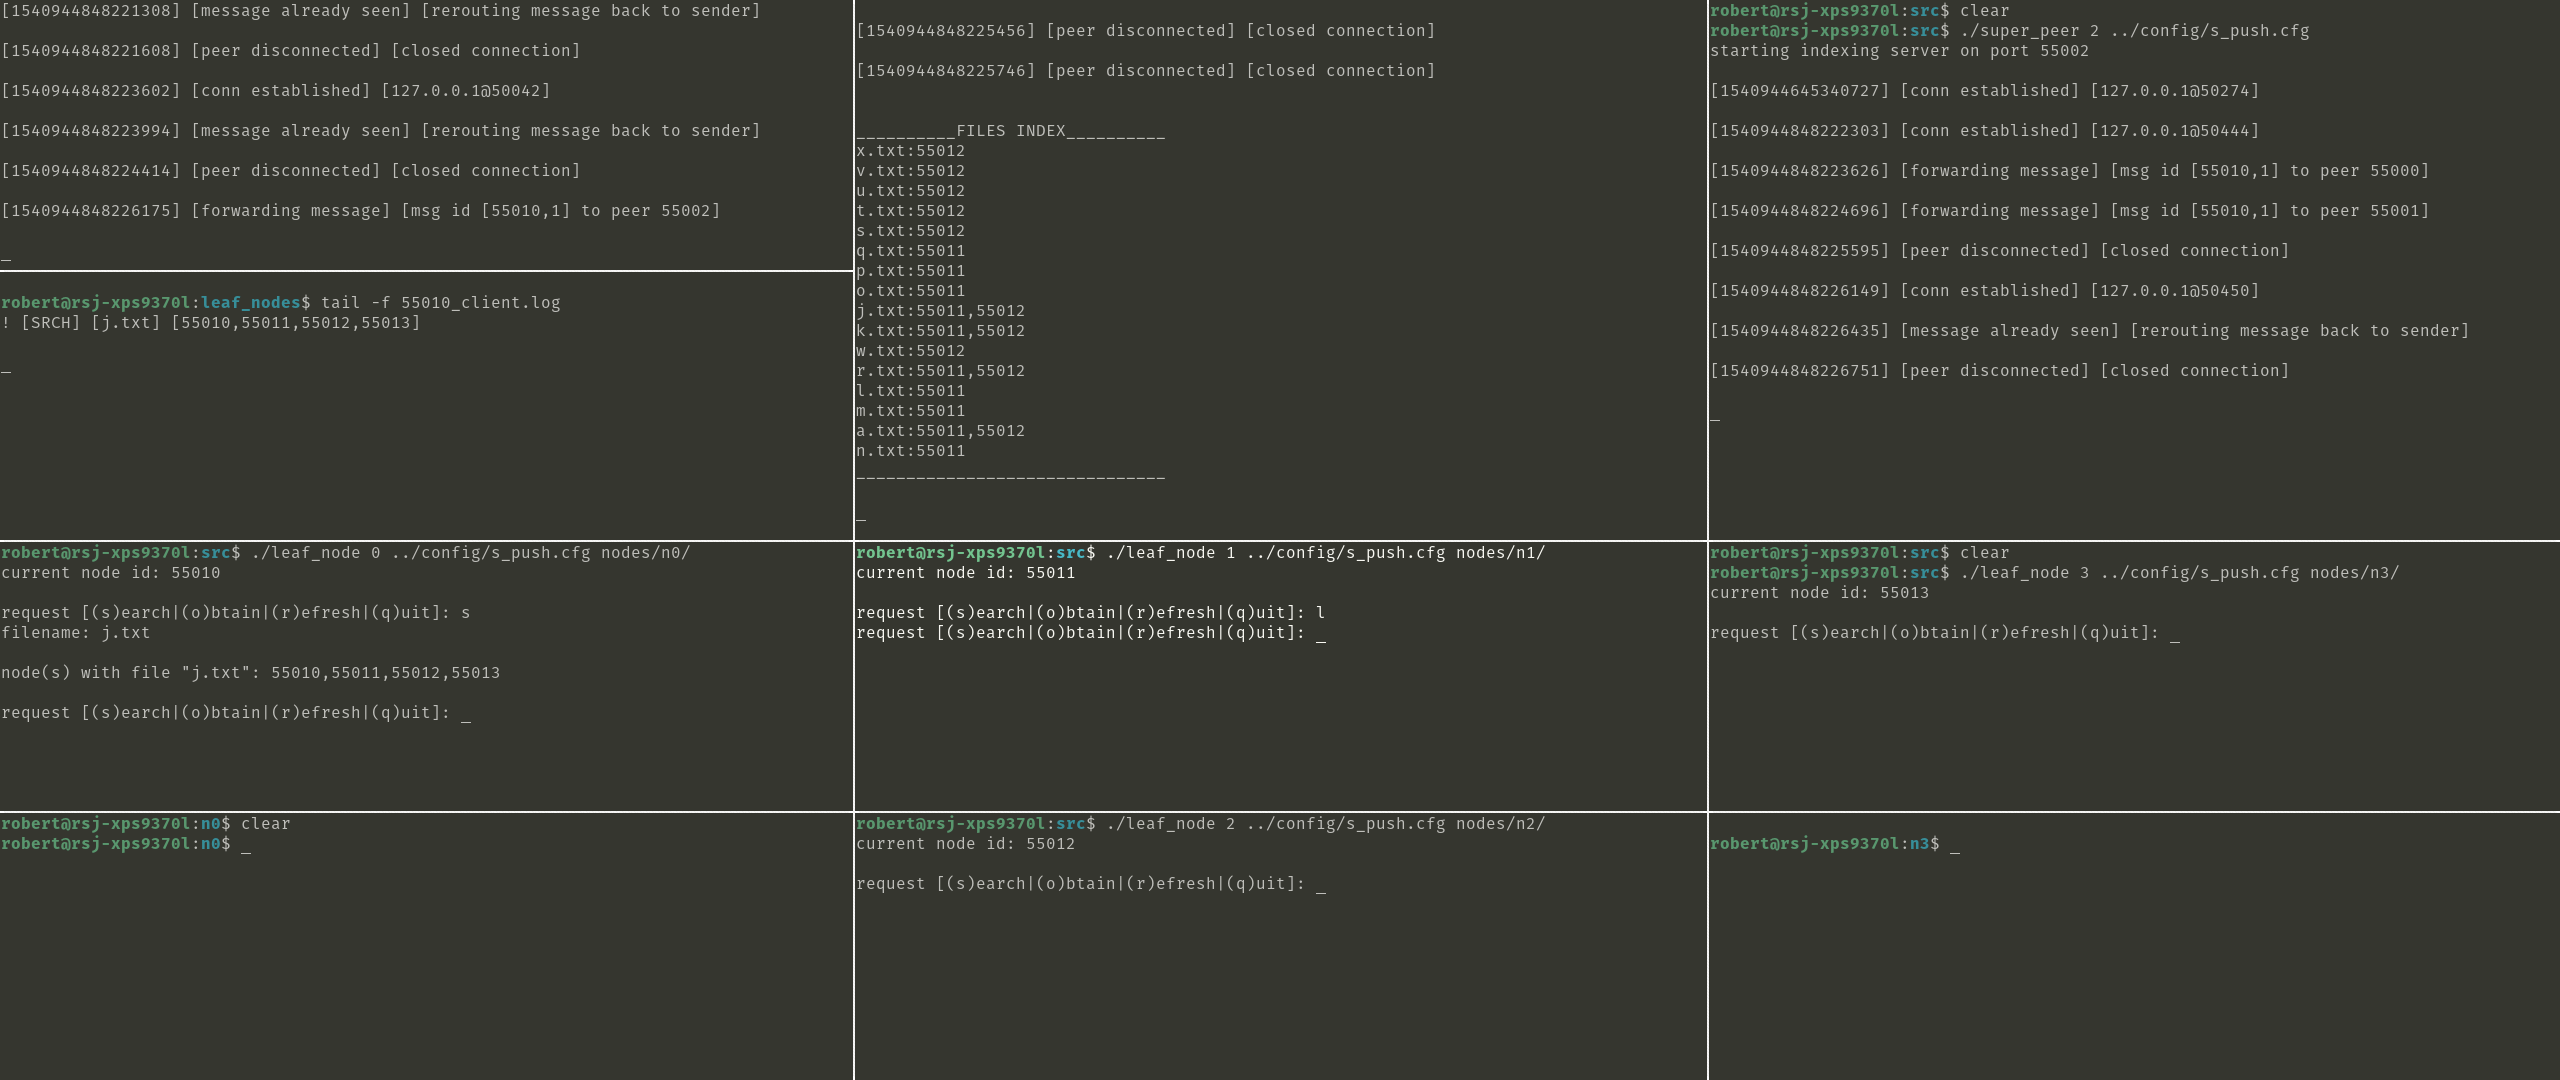 [1540944848221308] [message already seen] [rerouting message back to sender]
[1540944848221608] [peer disconnected] [closed connection]
[1540944848223602] [conn established] [127.0.0.1@50042]
[1540944848223994] [message already seen] [rerouting message back to sender]
[1540944848224414] [peer disconnected] [closed connection]
[1540944848226175] [forwarding message] [msg id [55010,1] to peer 55002]
_
robert@rsj-xps9370l:leaf_nodes$ tail -f 55010_client.log
! [SRCH] [j.txt] [55010,55011,55012,55013]
_
[1540944848225456] [peer disconnected] [closed connection]
[1540944848225746] [peer disconnected] [closed connection]
__________FILES INDEX__________
x.txt:55012
v.txt:55012
u.txt:55012
t.txt:55012
s.txt:55012
q.txt:55011
p.txt:55011
o.txt:55011
j.txt:55011,55012
k.txt:55011,55012
w.txt:55012
r.txt:55011,55012
l.txt:55011
m.txt:55011
a.txt:55011,55012
n.txt:55011
_______________________________
_
robert@rsj-xps9370l:src$ clear
robert@rsj-xps9370l:src$ ./super_peer 2 ../config/s_push.cfg
starting indexing server on port 55002
[1540944645340727] [conn established] [127.0.0.1@50274]
[1540944848222303] [conn established] [127.0.0.1@50444]
[1540944848223626] [forwarding message] [msg id [55010,1] to peer 55000]
[1540944848224696] [forwarding message] [msg id [55010,1] to peer 55001]
[1540944848225595] [peer disconnected] [closed connection]
[1540944848226149] [conn established] [127.0.0.1@50450]
[1540944848226435] [message already seen] [rerouting message back to sender]
[1540944848226751] [peer disconnected] [closed connection]
_
robert@rsj-xps9370l:src$ ./leaf_node 0 ../config/s_push.cfg nodes/n0/
current node id: 55010
request [(s)earch|(o)btain|(r)efresh|(q)uit]: s
filename: j.txt
node(s) with file "j.txt": 55010,55011,55012,55013
request [(s)earch|(o)btain|(r)efresh|(q)uit]: _
robert@rsj-xps9370l:src$ ./leaf_node 1 ../config/s_push.cfg nodes/n1/
current node id: 55011
request [(s)earch|(o)btain|(r)efresh|(q)uit]: l
request [(s)earch|(o)btain|(r)efresh|(q)uit]: _
robert@rsj-xps9370l:src$ clear
robert@rsj-xps9370l:src$ ./leaf_node 3 ../config/s_push.cfg nodes/n3/
current node id: 55013
request [(s)earch|(o)btain|(r)efresh|(q)uit]: _
robert@rsj-xps9370l:n0$ clear
robert@rsj-xps9370l:n0$ _
robert@rsj-xps9370l:src$ ./leaf_node 2 ../config/s_push.cfg nodes/n2/
current node id: 55012
request [(s)earch|(o)btain|(r)efresh|(q)uit]: _
robert@rsj-xps9370l:n3$ _